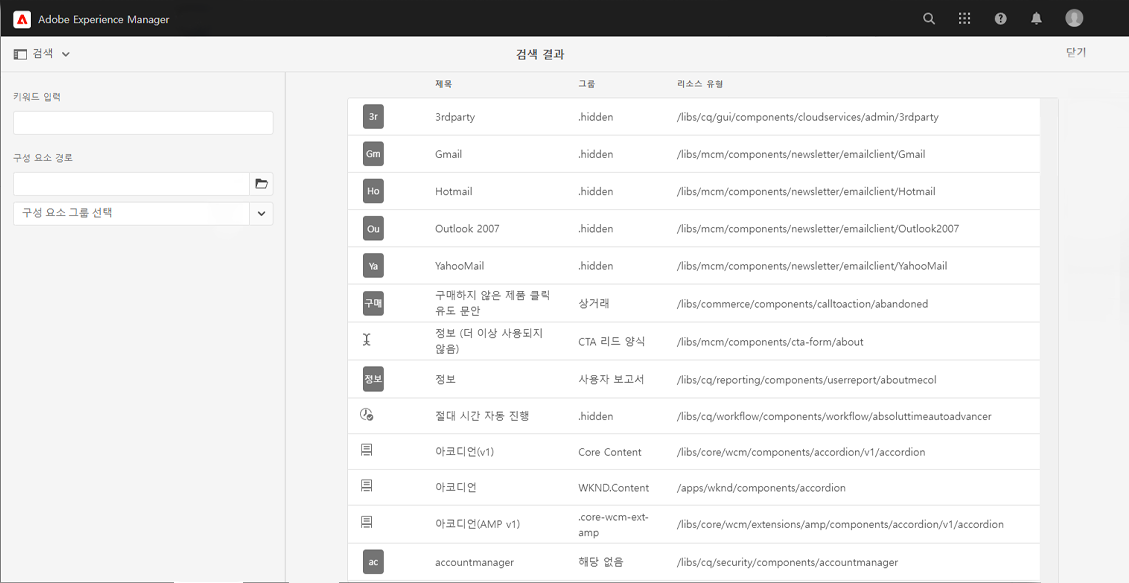 Adobe Experience Manager
검색
검색 결과
닫기
키워드 입력
구성 요소 경로
구성 요소 그룹 선택
제목 그룹 리소스 유형
3r 3rdparty .hidden /libs/cq/gui/components/cloudservices/admin/3rdparty
Gm Gmail .hidden /libs/mcm/components/newsletter/emailclient/Gmail
Ho Hotmail .hidden /libs/mcm/components/newsletter/emailclient/Hotmail
Ou Outlook 2007 .hidden /libs/mcm/components/newsletter/emailclient/Outlook2007
Ya YahooMail .hidden /libs/mcm/components/newsletter/emailclient/YahooMail
구매 구매하지 않은 제품 클릭
유도 문안 상거래 /libs/commerce/components/calltoaction/abandoned
정보 (더 이상 사용되지
않음) CTA 리드 양식 /libs/mcm/components/cta-form/about
정보 정보 사용자 보고서 /libs/cq/reporting/components/userreport/aboutmecol
절대 시간 자동 진행 .hidden /libs/cq/workflow/components/workflow/absoluttimeautoadvancer
아코디언(v1) Core Content /libs/core/wcm/components/accordion/v1/accordion
아코디언 WKND.Content /apps/wknd/components/accordion
아코디언(AMP v1) .core-wcm-ext-
amp /libs/core/wcm/extensions/amp/components/accordion/v1/accordion
ac accountmanager 해당 없음 /libs/cq/security/components/accountmanager